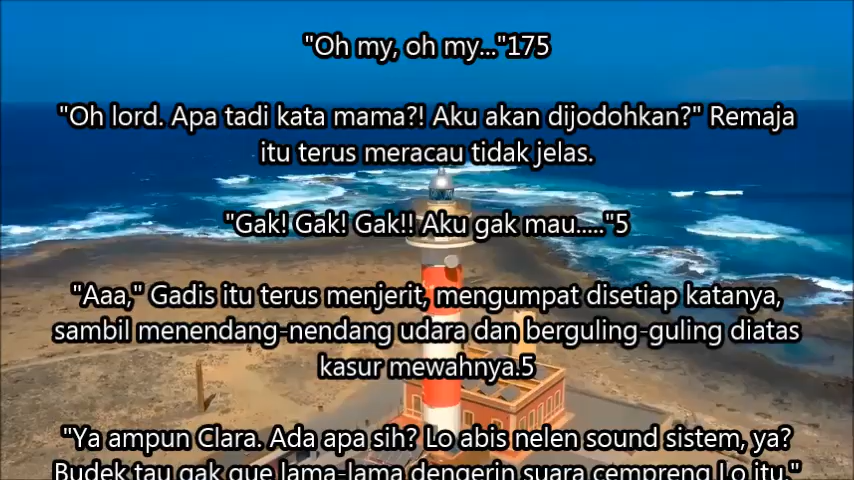 "Oh my, oh my..."175
"Oh lord. Apa tadi kata mama?! Aku akan dijodohkan?" Remaja
itu terus meracau tidak jelas.
"Gak! Gak! Gak!! Aku gak mau....."5
"Aaa," Gadis itu terus menjerit, mengumpat disetiap katanya,
sambil menendang-nendang udara dan berguling-guling diatas
kasur mewahnya.5
"Ya ampun Clara. Ada apa sih? Lo abis nelen sound sistem, ya?
Budek tau gak gue lama-lama dengerin suara cempreng Lo itu."